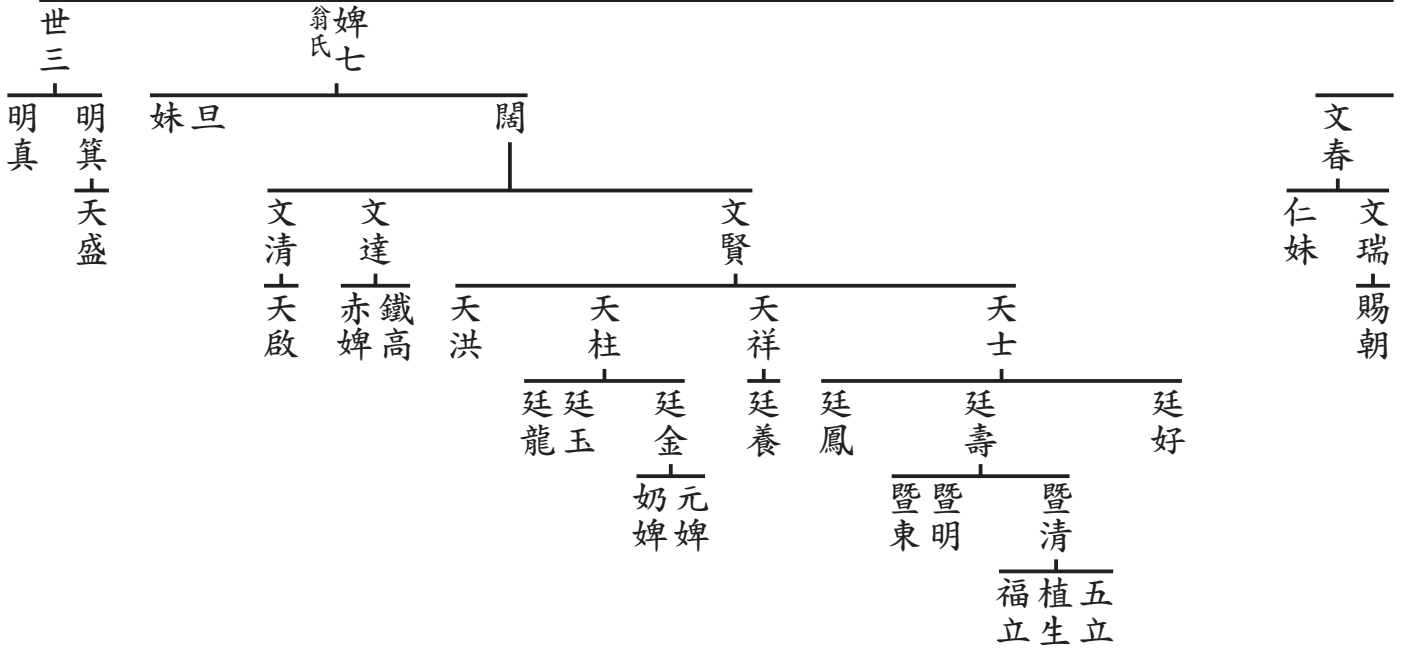 婢七
翁氏
世三
文春
闊
旦
妹
明箕
明真
文瑞
仁妹
文賢
文達
文清
天盛
賜朝
天士
天祥
天柱
天洪
鐵高
赤婢
天啟
廷好
廷壽
廷鳳
廷養
廷金
廷玉
廷龍
暨清
暨明
暨東
元婢
奶婢
五立
植生
福立